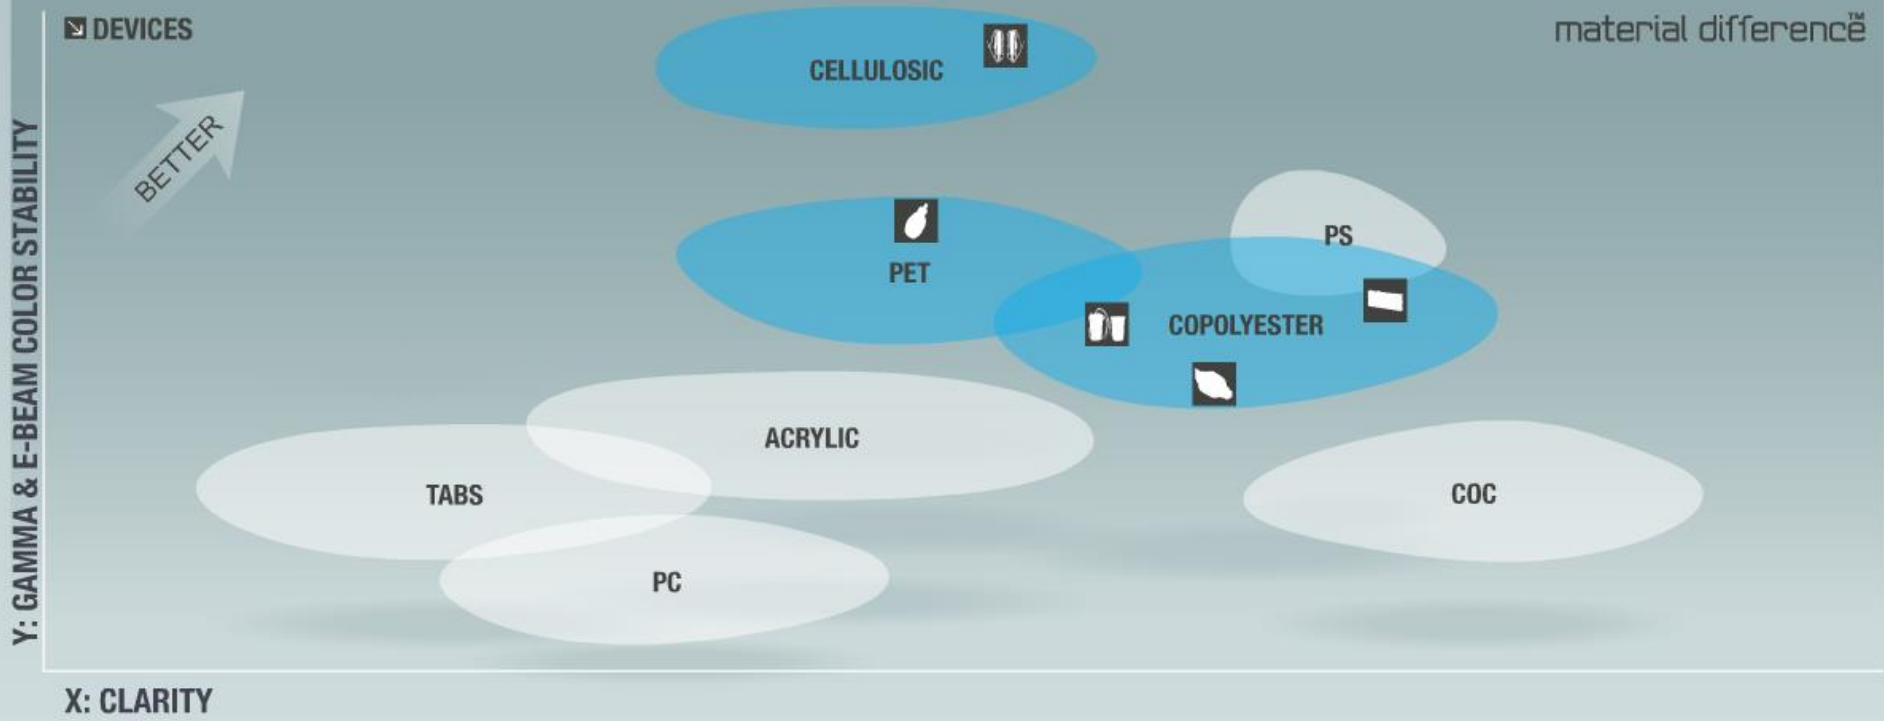 DEVICES
material difference™
BETTER
CELLULOSIC
PS
PET
COPOLYESTER
ACRYLIC
TABS
COC
PC
Y: GAMMA & E-BEAM COLOR STABILITY
X: CLARITY